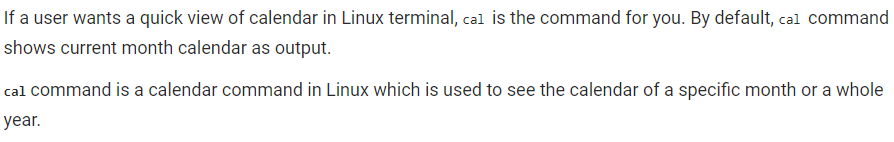 If a user wants a quick view of calendar in Linux terminal, cal is the command for you. By default, cal command
shows current month calendar as output.
cal command is a calendar command in Linux which is used to see the calendar of a specific month or a whole
year.